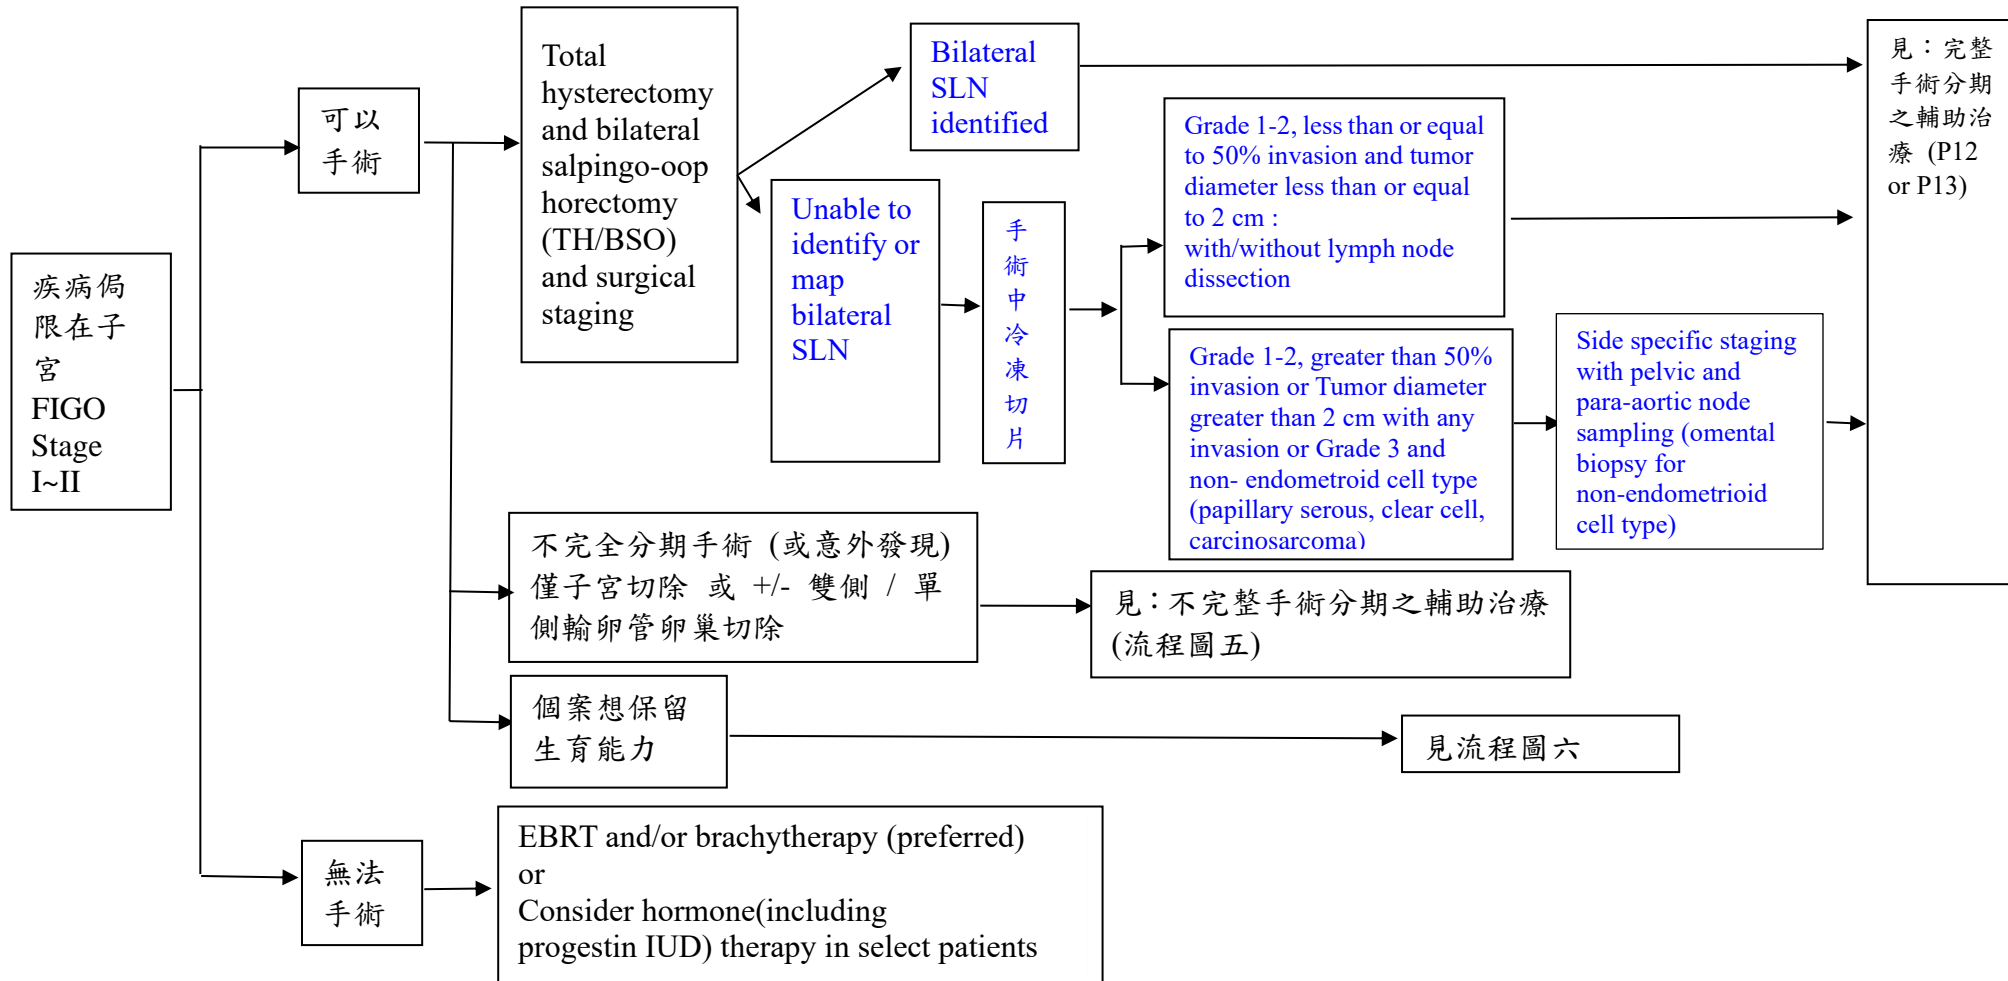 疾病侷
限在子
宮
FIGO
Stage
I~II
可以
手術
Total
hysterectomy
and bilateral
salpingo-oop
horectomy
(TH/BSO)
and surgical
staging
Bilateral
SLN
identified
Unable to
identify or
map
bilateral
SLN
手
術
中
冷
凍
切
片
Grade 1-2, less than or equal
to 50% invasion and tumor
diameter less than or equal
to 2 cm :
with/without lymph node
dissection
Grade 1-2, greater than 50%
invasion or Tumor diameter
greater than 2 cm with any
invasion or Grade 3 and
non- endometroid cell type
(papillary serous, clear cell,
carcinosarcoma)
Side specific staging
with pelvic and
para-aortic node
sampling (omental
biopsy for
non-endometrioid
cell type)
見：完整
手術分期
之輔助治
療 (P12
or P13)
不完全分期手術 (或意外發現)
僅子宮切除 或 +/- 雙側 / 單
側輸卵管卵巢切除
見：不完整手術分期之輔助治療
(流程圖五)
個案想保留
生育能力
見流程圖六
無法
手術
EBRT and/or brachytherapy (preferred)
or
Consider hormone(including
progestin IUD) therapy in select patients